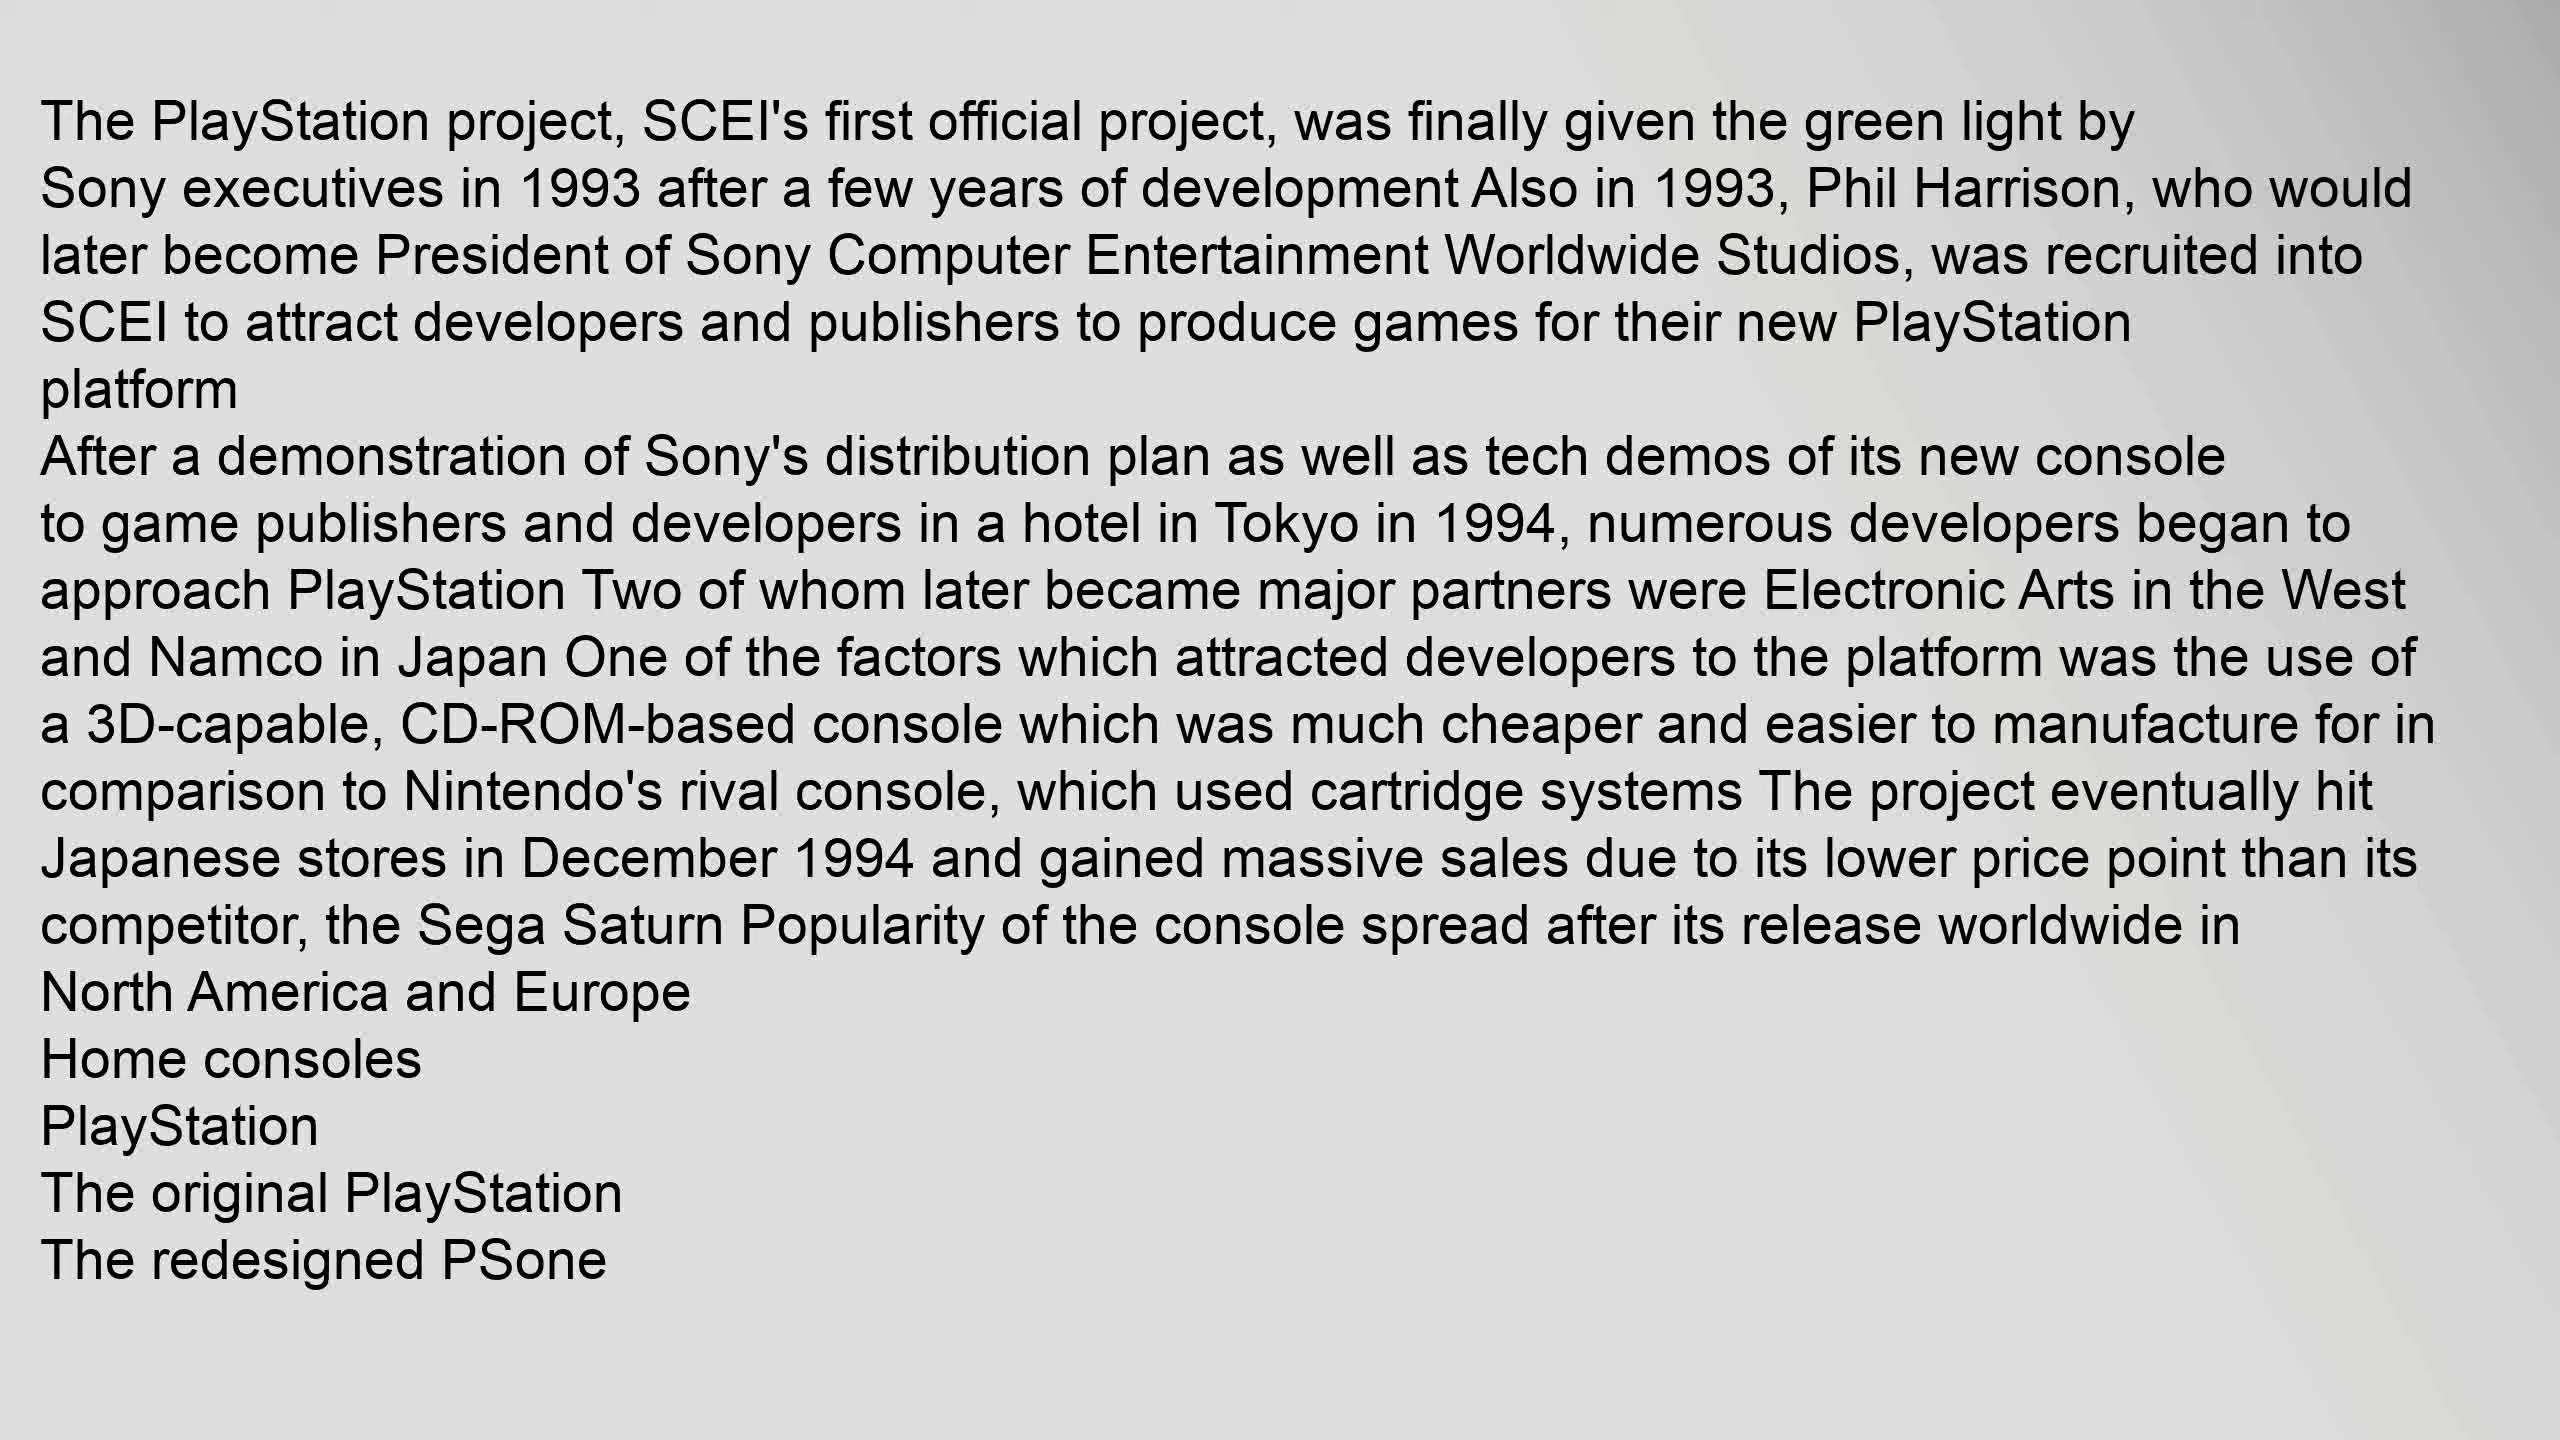 The PlayStation project, SCEI's first official project, was finally given the green light by
Sony executives in 1993 after a few years of development Also in 1993, Phil Harrison, who would
later become President of Sony Computer Entertainment Worldwide Studios, was recruited into
SCEI to attract developers and publishers to produce games for their new PlayStation
platform
After a demonstration of Sony's distribution plan as well as tech demos of its new console
to game publishers and developers in a hotel in Tokyo in 1994, numerous developers began to
approach PlayStation Two of whom later became major partners were Electronic Arts in the West
and Namco in Japan One of the factors which attracted developers to the platform was the use of
a 3D-capable, CD-ROM-based console which was much cheaper and easier to manufacture for in
comparison to Nintendo's rival console, which used cartridge systems The project eventually hit
Japanese stores in December 1994 and gained massive sales due to its lower price point than its
competitor, the Sega Saturn Popularity of the console spread after its release worldwide in
North America and Europe
Home consoles
PlayStation
The original PlayStation
The redesigned PSone